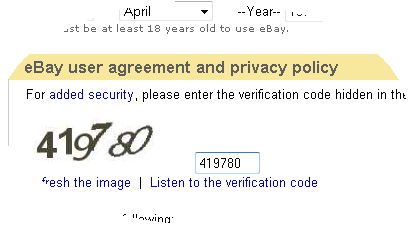 April --Year--
ust be at least 18 years old to use eBay.
eBay user agreement and privacy policy
For added security, please enter the verification code hidden in the
419780
419780
fresh the image | Listen to the verification code
following: